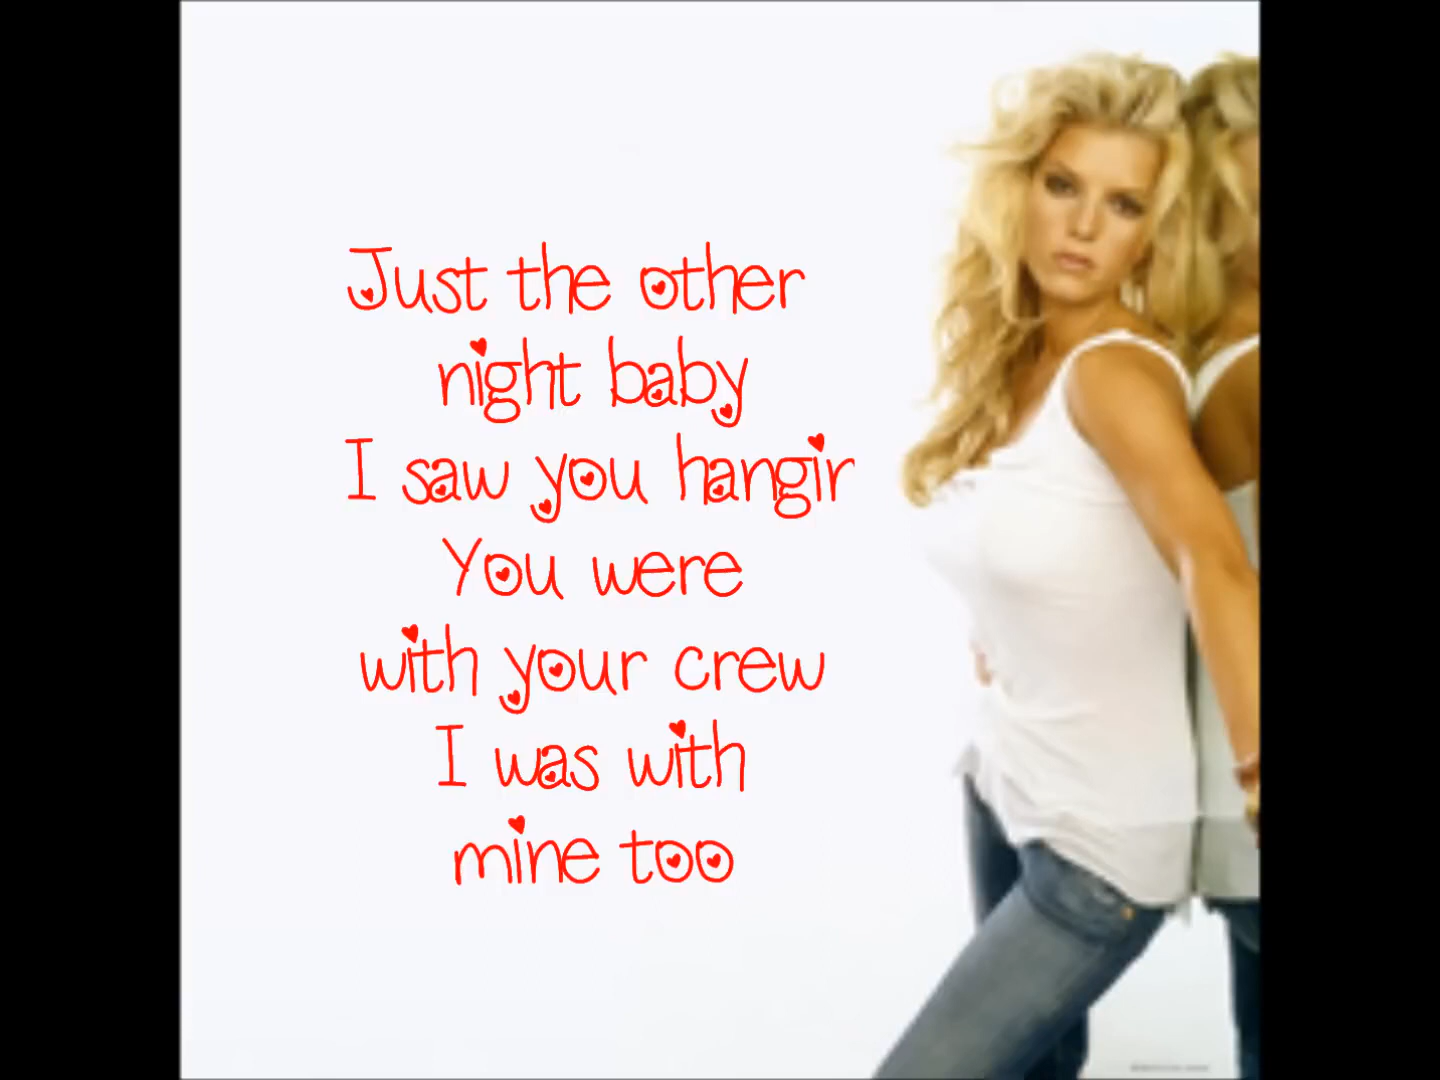 Just the other
night baby
I saw you hangir
You were
with your crew
I was with
mine too